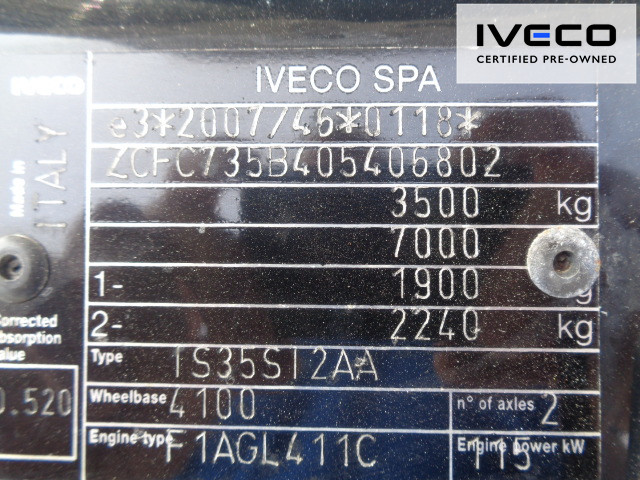 IVECO
CERTIFIED PRE-OWNED
IVECO
IVECO SPA
e3*2007/46*0118*
ZCFC735B405406802
Made in
ITALY
3500 kg
7000
1- 1900
2- 2240 kg
Corrected
absorption
value
0.520
Type IS35SI2AA
Wheelbase 4100
n° of axles 2
Engine type F1AGL411C
Engine power kW 115